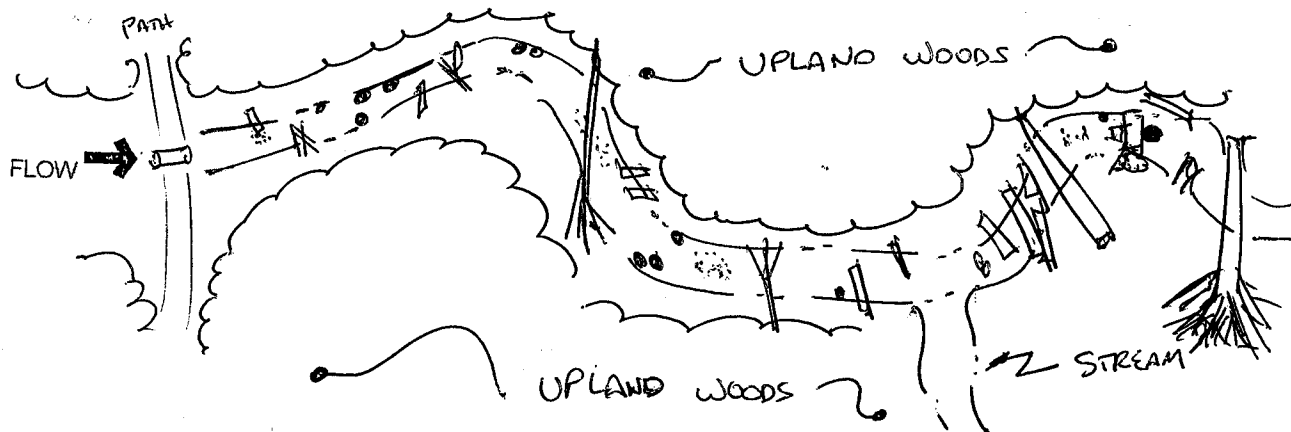 PATH
UPLAND WOODS
FLOW
UPLAND WOODS
STREAM